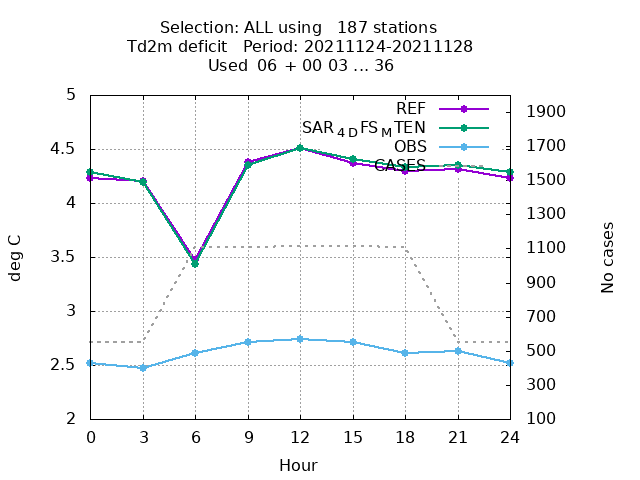 Selection: ALL using 187 stations
Td2m deficit Period: 20211124-20211128
Used 06 + 00 03 ... 36
5
4.5
4
3.5
3
2.5
2
deg C
REF
SAR4DFSMTEN
OBS
CASES
1900
1700
1500
1300
1100
900
700
500
300
100
No cases
0 3 6 9 12 15 18 21 24
Hour